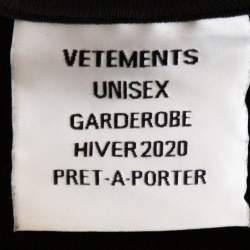 VETEMENTS
UNISEX
GARDEROBE
HIVER 2020
PRET-A-PORTER